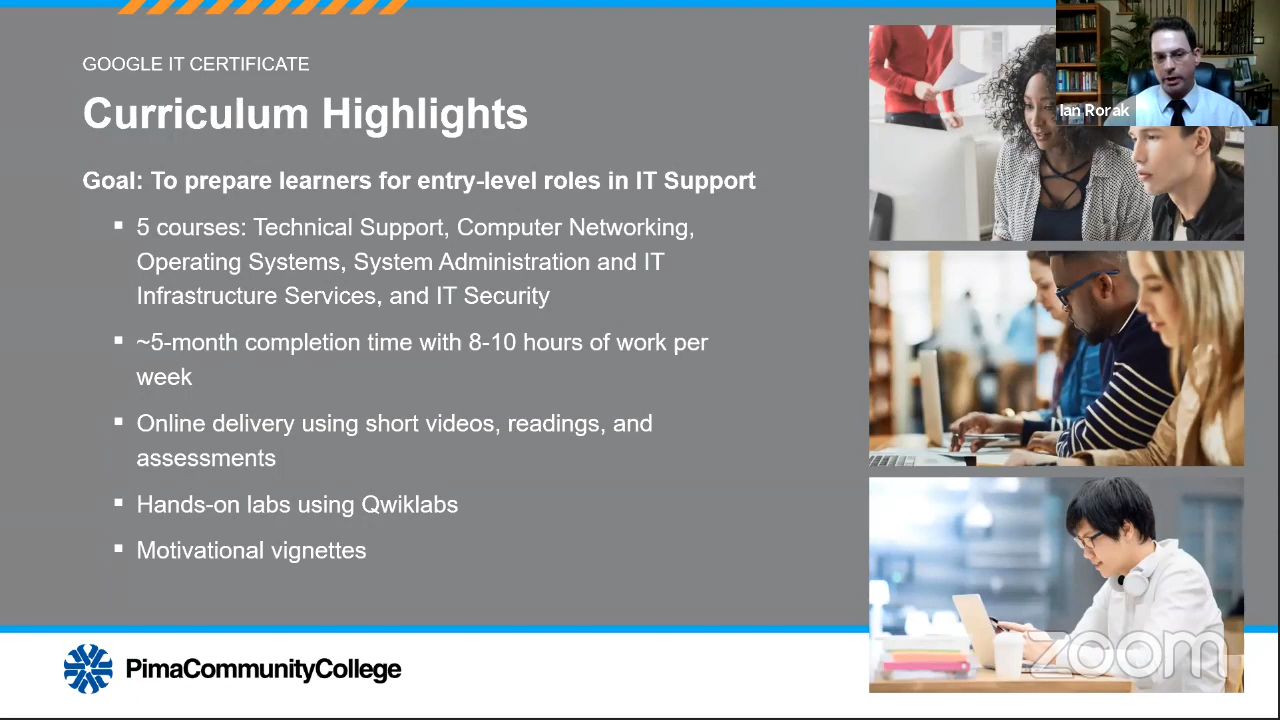 GOOGLE IT CERTIFICATE
Curriculum Highlights
Goal: To prepare learners for entry-level roles in IT Support
▪ 5 courses: Technical Support, Computer Networking,
Operating Systems, System Administration and IT
Infrastructure Services, and IT Security
▪ ~5-month completion time with 8-10 hours of work per
week
▪ Online delivery using short videos, readings, and
assessments
▪ Hands-on labs using Qwiklabs
▪ Motivational vignettes
PimaCommunityCollege
Ian Rorak
zoom